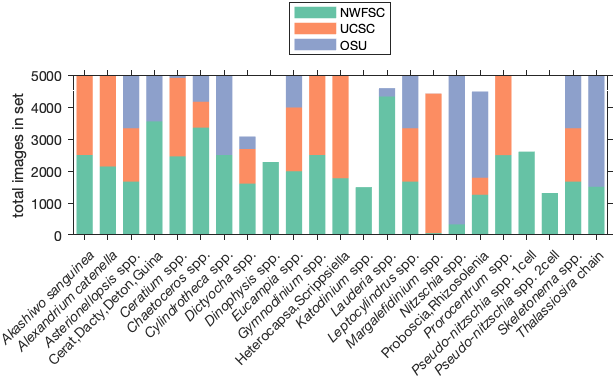 NWFSC
UCSC
OSU
total images in set
5000
4000
3000
2000
1000
0
Akashiwo sanguinea
Alexandrium catenella
Asterionellopsis spp.
Cerat,Dacty,Deton,Guina
Ceratium spp.
Chaetoceros spp.
Cylindrotheca spp.
Dictyocha spp.
Dinophysis spp.
Eucampia spp.
Gymnodinium spp.
Heterocapsa,Scrippsiella
Katodinium spp.
Lauderia spp.
Leptocylindrus spp.
Margalefidinium spp.
Nitzschia spp.
Proboscia,Rhizosolenia
Prorocentrum spp.
Pseudo-nitzschia spp. 1cell
Pseudo-nitzschia spp. 2cell
Skeletonema spp.
Thalassiosira chain